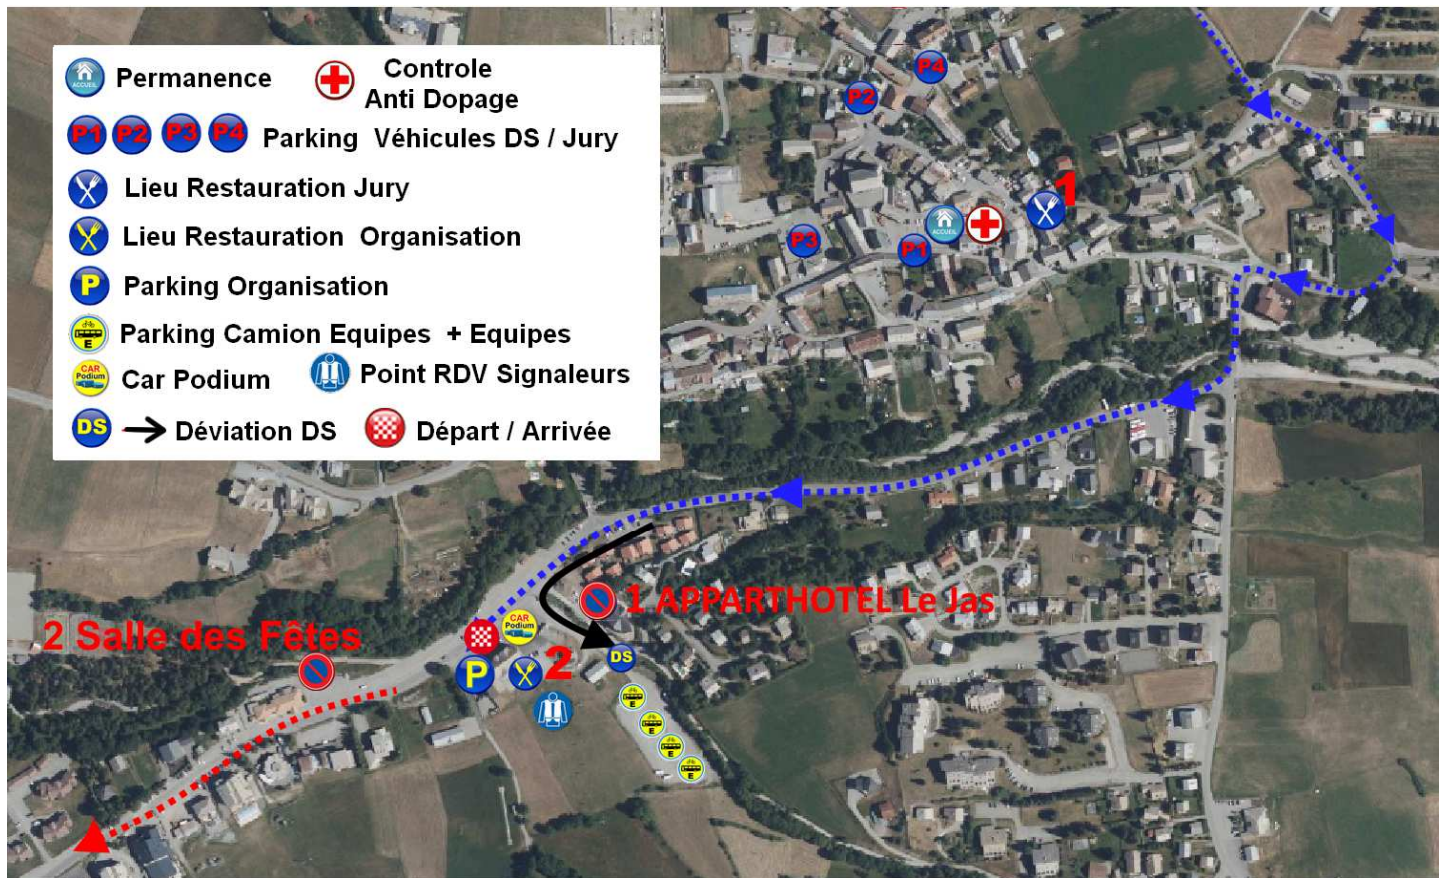 ACCUEIL Permanence
Controle
Anti Dopage
P1 P2 P3 P4 Parking Véhicules DS / Jury
Lieu Restauration Jury
Lieu Restauration Organisation
P Parking Organisation
E Parking Camion Equipes + Equipes
CAR
Podium Car Podium
Point RDV Signaleurs
DS Déviation DS
Départ / Arrivée
P4
P2
1
ACCUEIL
P3
P1
1 APPARTHOTEL Le Jas
2 Salle des Fêtes
CAR
Podium
DS
P
2
E
E
E
E